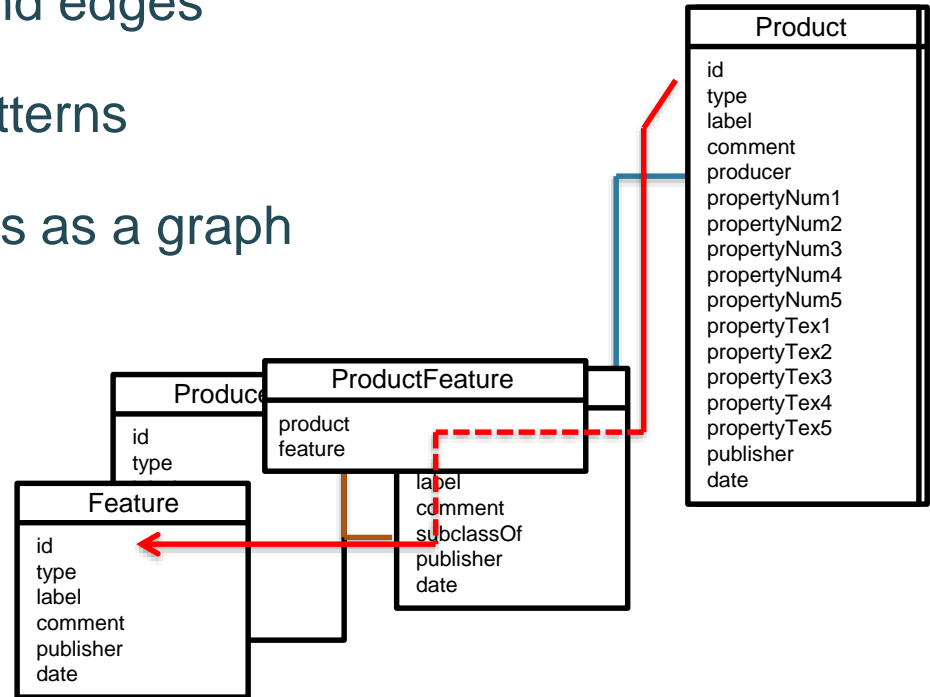 nd edges
tterns
s as a graph
Product
id
type
label
comment
producer
propertyNum1
propertyNum2
propertyNum3
propertyNum4
propertyNum5
propertyTex1
propertyTex2
propertyTex3
propertyTex4
propertyTex5
publisher
date
ProductFeature
product
feature
Produce
id
type
label
comment
subclassOf
publisher
date
Feature
id
type
label
comment
publisher
date